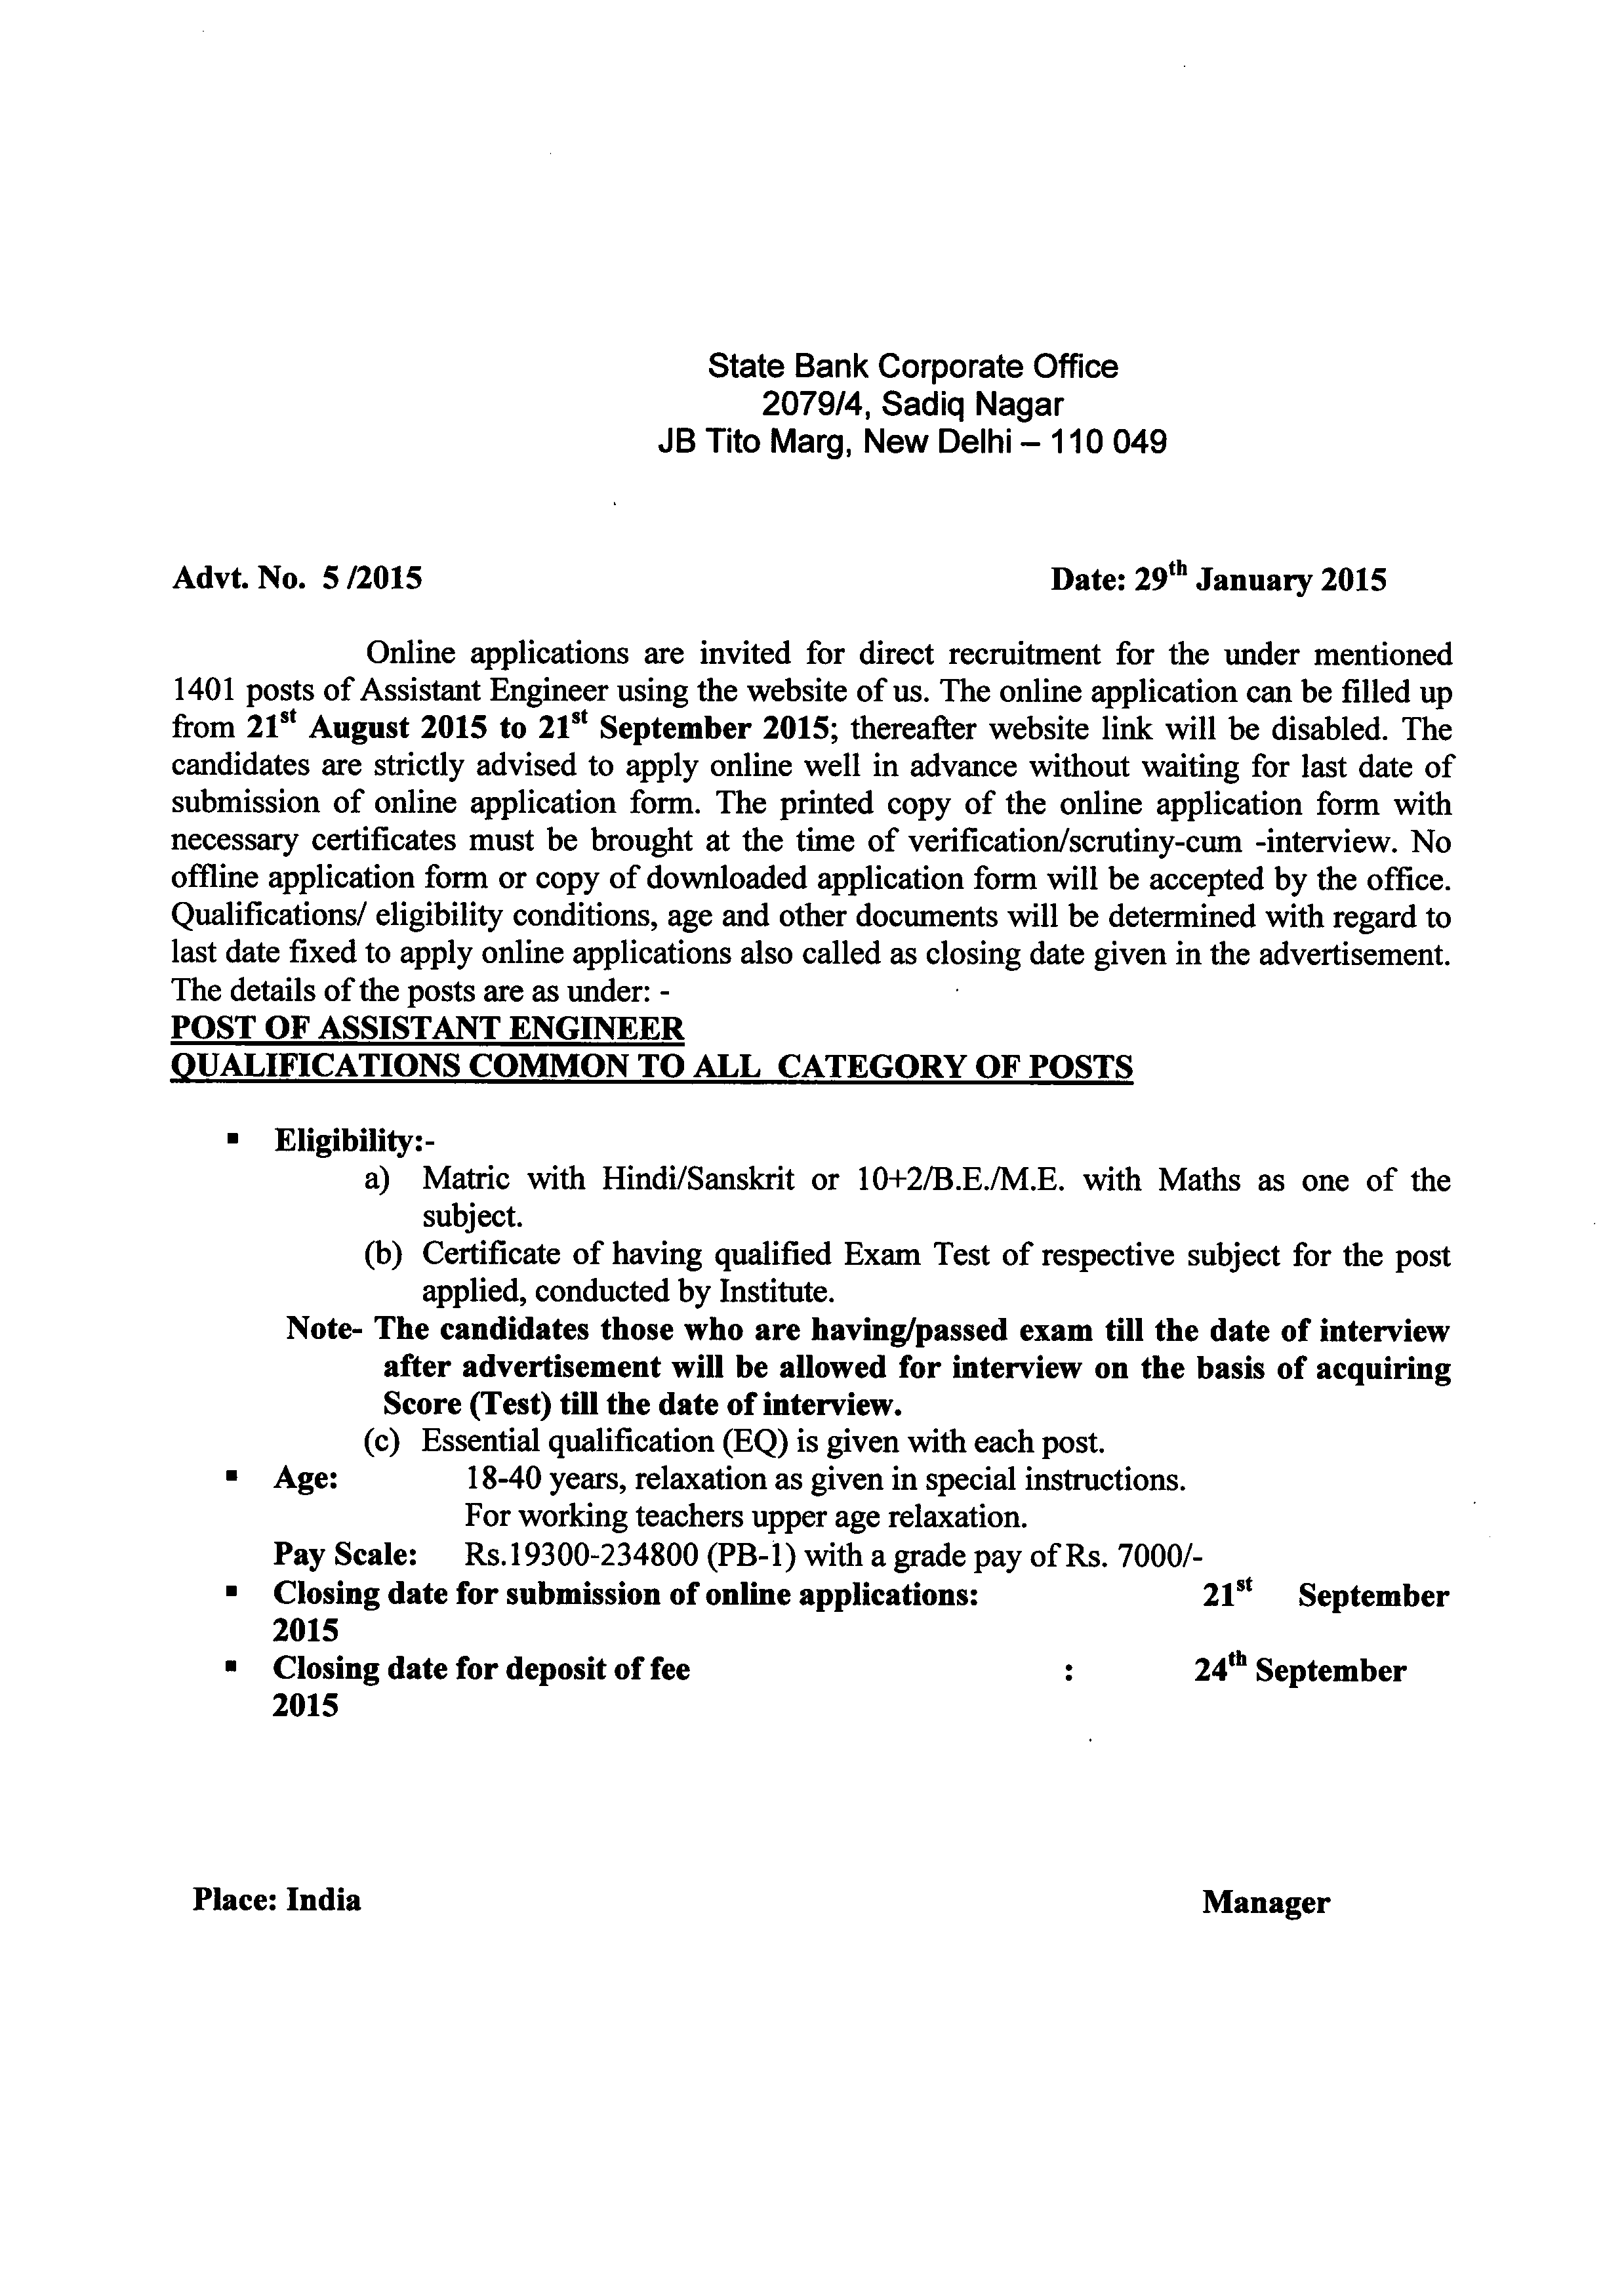 State Bank Corporate Office
2079/4, Sadiq Nagar
JB Tito Marg, New Delhi – 110 049
Advt. No. 5 /2015 Date: 29th January 2015
Online applications are invited for direct recruitment for the under mentioned
1401 posts of Assistant Engineer using the website of us. The online application can be filled up
from 21st August 2015 to 21st September 2015; thereafter website link will be disabled. The
candidates are strictly advised to apply online well in advance without waiting for last date of
submission of online application form. The printed copy of the online application form with
necessary certificates must be brought at the time of verification/scrutiny-cum -interview. No
offline application form or copy of downloaded application form will be accepted by the office.
Qualifications/ eligibility conditions, age and other documents will be determined with regard to
last date fixed to apply online applications also called as closing date given in the advertisement.
The details of the posts are as under: -
POST OF ASSISTANT ENGINEER
QUALIFICATIONS COMMON TO ALL CATEGORY OF POSTS
▪ Eligibility:-
a) Matric with Hindi/Sanskrit or 10+2/B.E./M.E. with Maths as one of the
subject.
(b) Certificate of having qualified Exam Test of respective subject for the post
applied, conducted by Institute.
Note- The candidates those who are having/passed exam till the date of interview
after advertisement will be allowed for interview on the basis of acquiring
Score (Test) till the date of interview.
(c) Essential qualification (EQ) is given with each post.
▪ Age: 18-40 years, relaxation as given in special instructions.
For working teachers upper age relaxation.
Pay Scale: Rs.19300-234800 (PB-1) with a grade pay of Rs. 7000/-
▪ Closing date for submission of online applications: 21st September
2015
▪ Closing date for deposit of fee : 24th September
2015
Place: India Manager